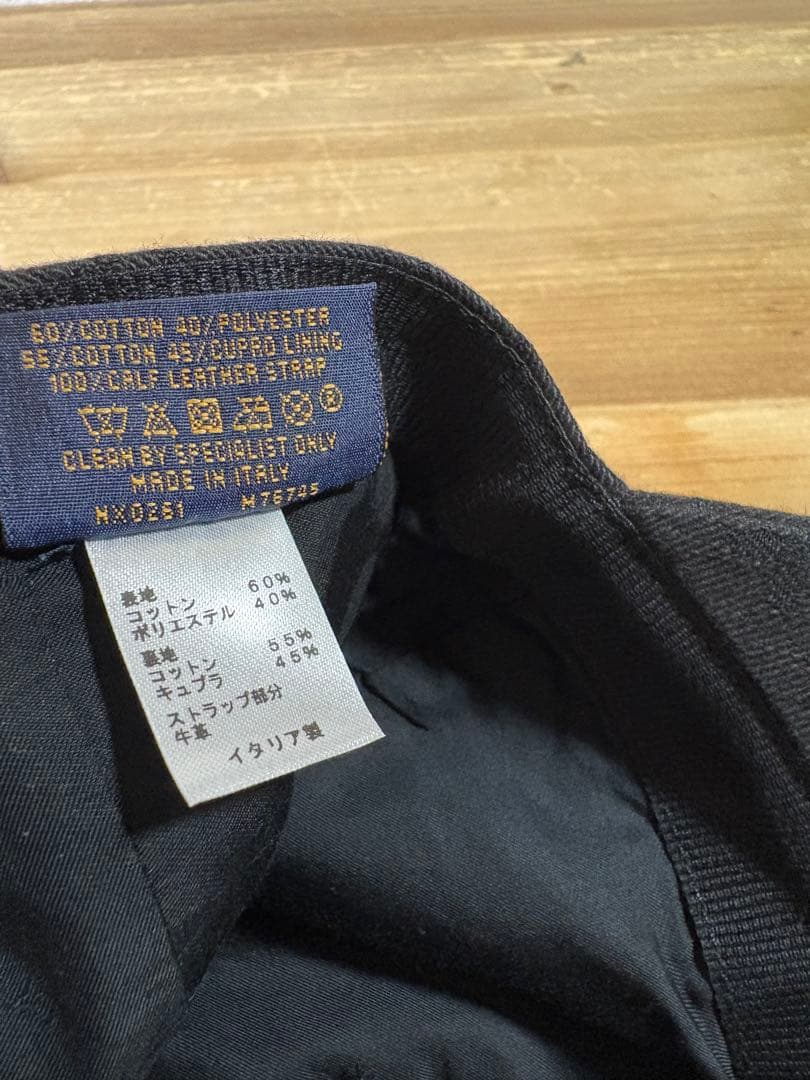 60%COTTON 40%POLYESTER
55%COTTON 45%CUPRO LINING
100%CALF LEATHER STRAP
CLEAN BY SPECIALIST ONLY
MADE IN ITALY
NX0281 M76745
表地
コットン 60%
ポリエステル 40%
裏地
コットン 55%
キュプラ 45%
ストラップ部分
牛革
イタリア製